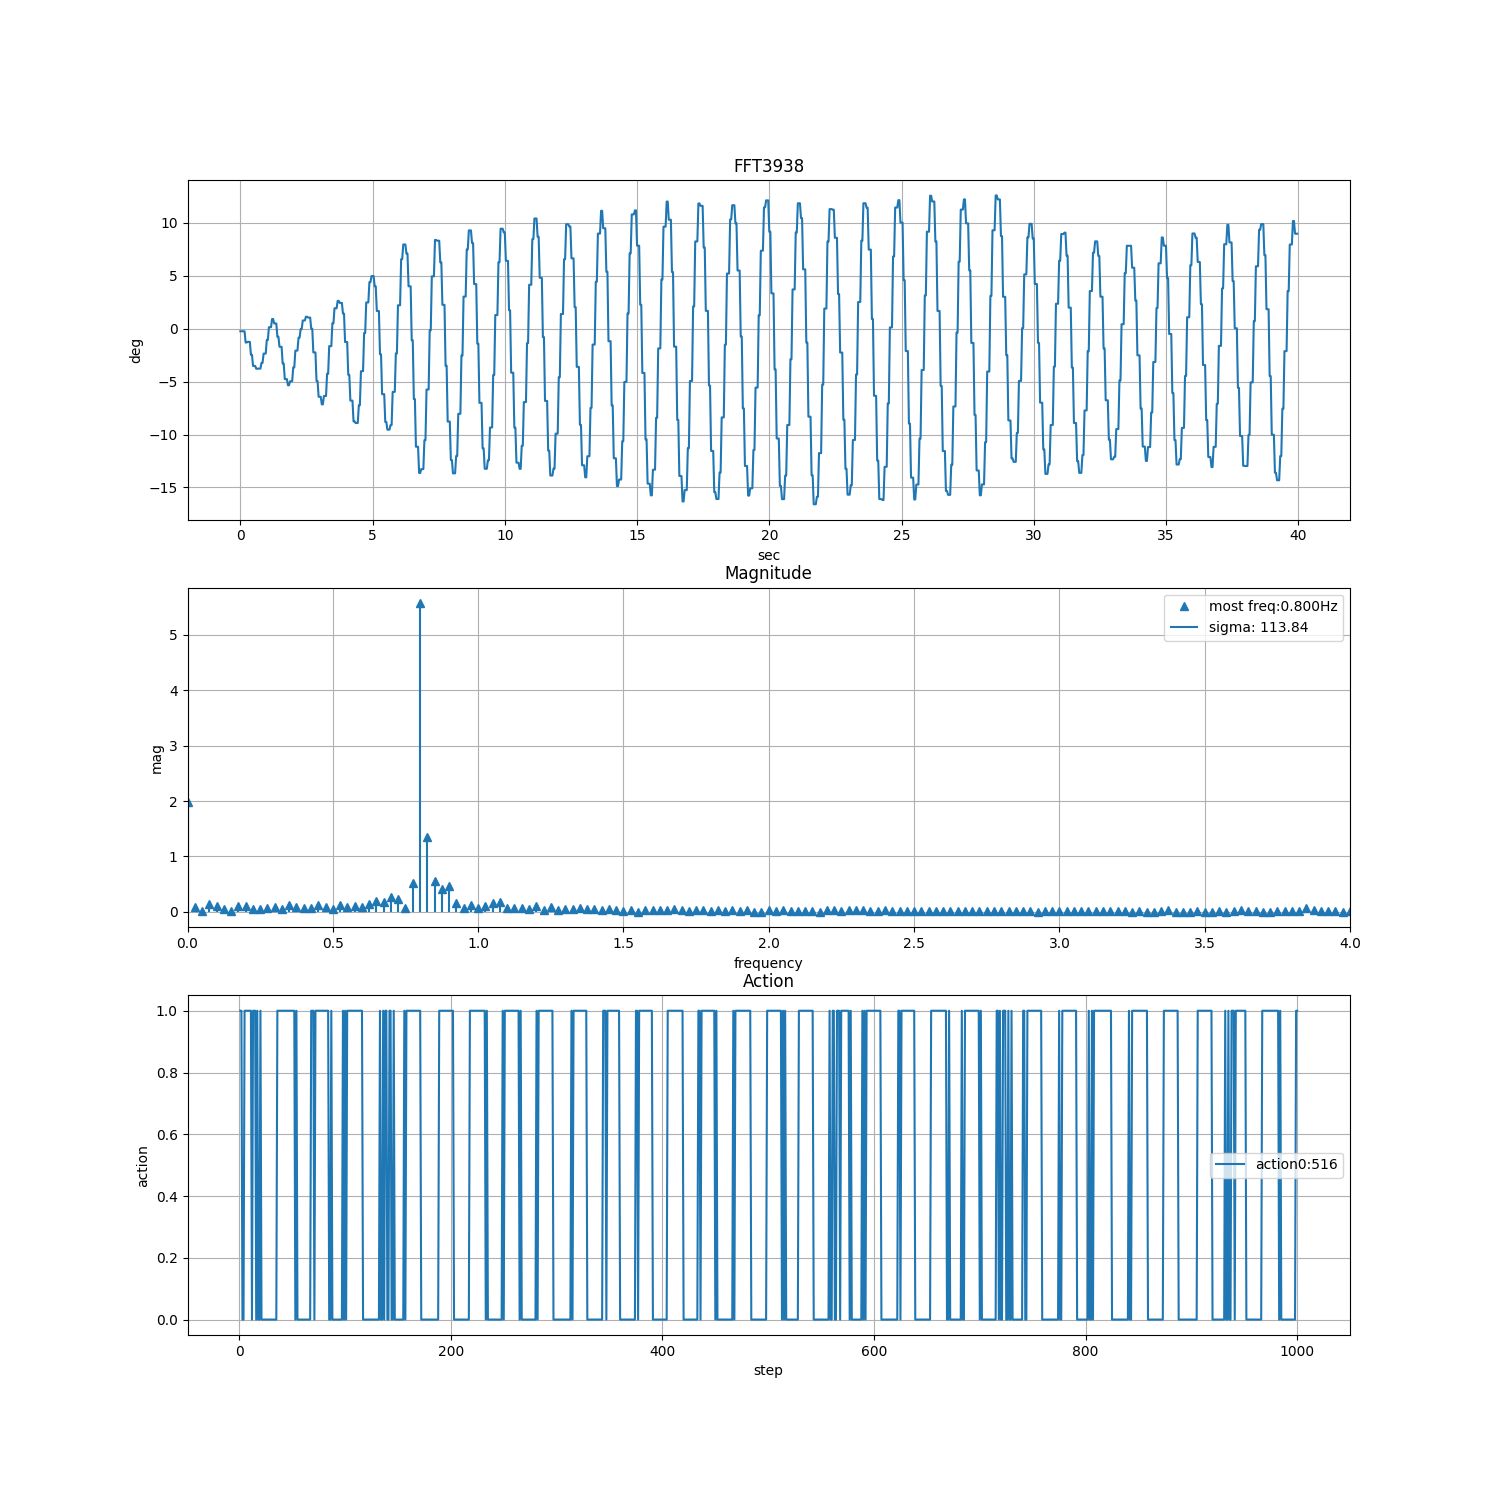 FFT3938
10
5
0
−5
−10
−15
deg
0 5 10 15 20 25 30 35 40
sec
Magnitude
most freq:0.800Hz
sigma: 113.84
5
4
3
2
1
0
mag
0.0 0.5 1.0 1.5 2.0 2.5 3.0 3.5 4.0
frequency
Action
1.0
0.8
0.6
0.4
0.2
0.0
action
action0:516
0 200 400 600 800 1000
step